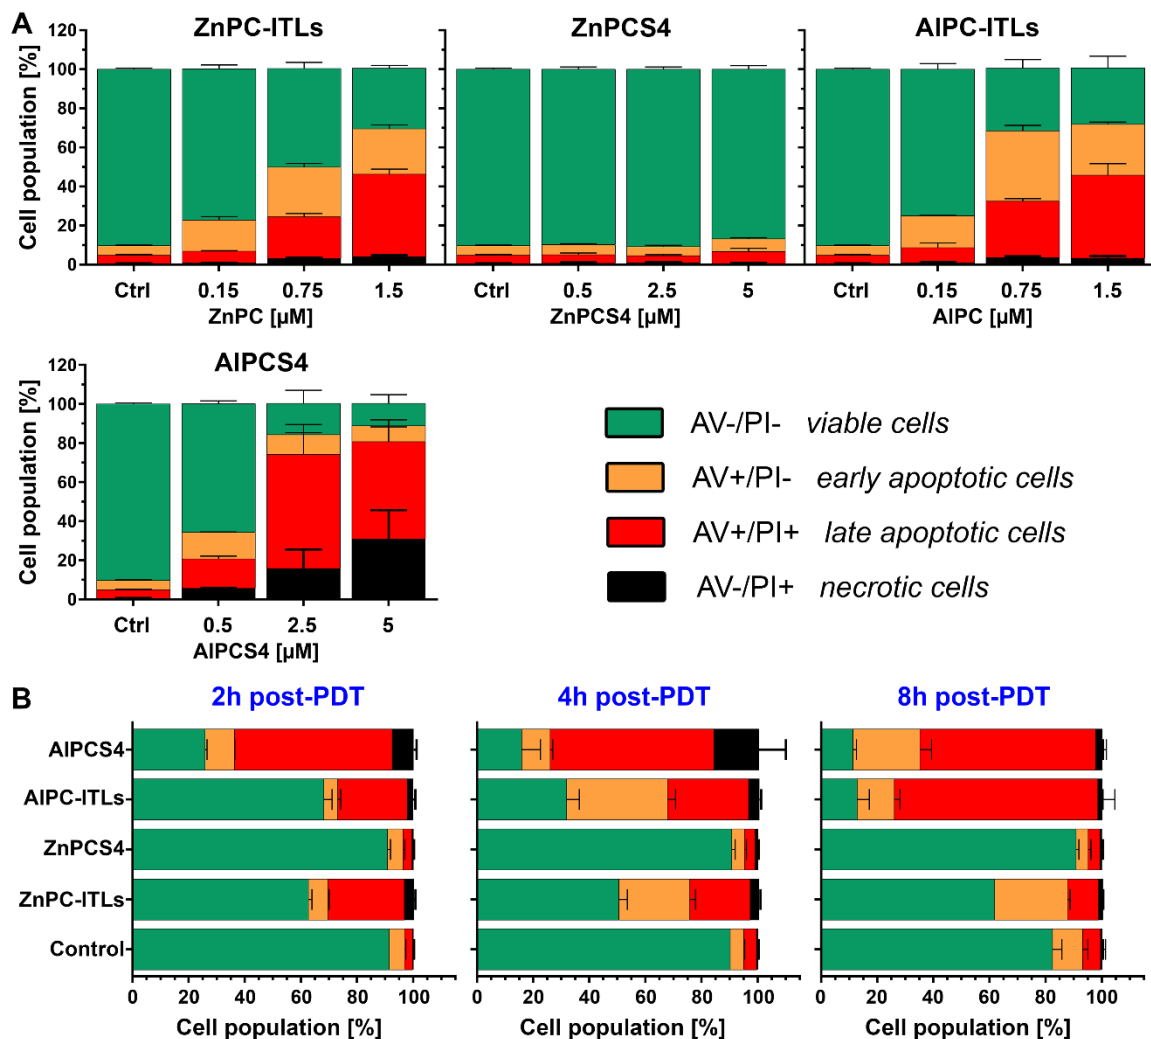 A
ZnPC-ITLs ZnPCS4 AlPC-ITLs
Cell population [%]
120
100
80
60
40
20
0
Ctrl 0.15 0.75 1.5 Ctrl 0.5 2.5 5 Ctrl 0.15 0.75 1.5
ZnPC [µM] ZnPCS4 [µM] AlPC [µM]
AlPCS4
Cell population [%]
120
100
80
60
40
20
0
Ctrl 0.5 2.5 5
AlPCS4 [µM]
AV-/PI- viable cells
AV+/PI- early apoptotic cells
AV+/PI+ late apoptotic cells
AV-/PI+ necrotic cells
B
2h post-PDT 4h post-PDT 8h post-PDT
AlPCS4
AlPC-ITLs
ZnPCS4
ZnPC-ITLs
Control
0 20 40 60 80 100 0 20 40 60 80 100 0 20 40 60 80 100
Cell population [%] Cell population [%] Cell population [%]